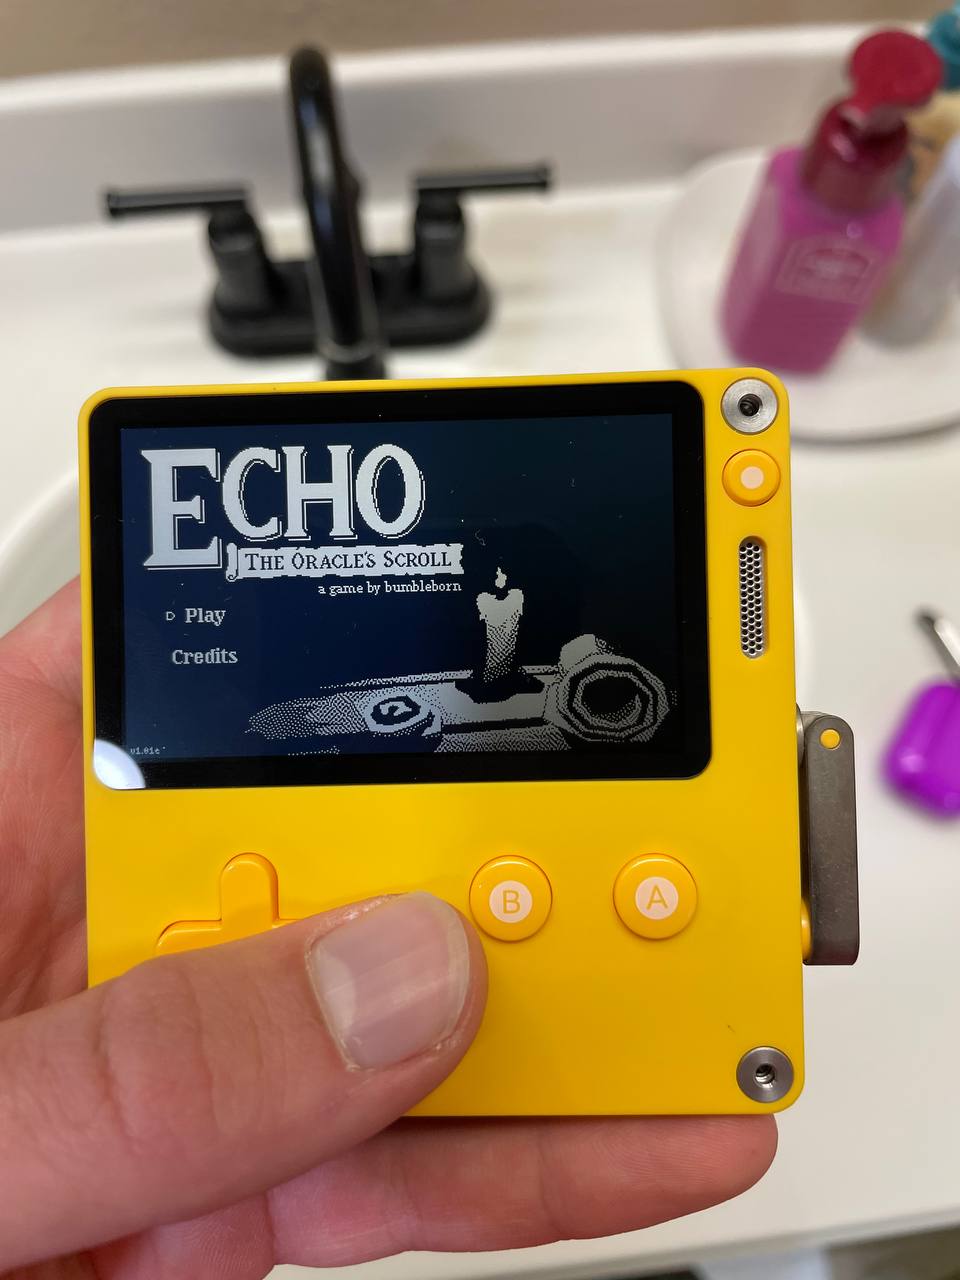 ECHO
THE ORACLE'S SCROLL
a game by bumbleborn
Play
Credits
B
A